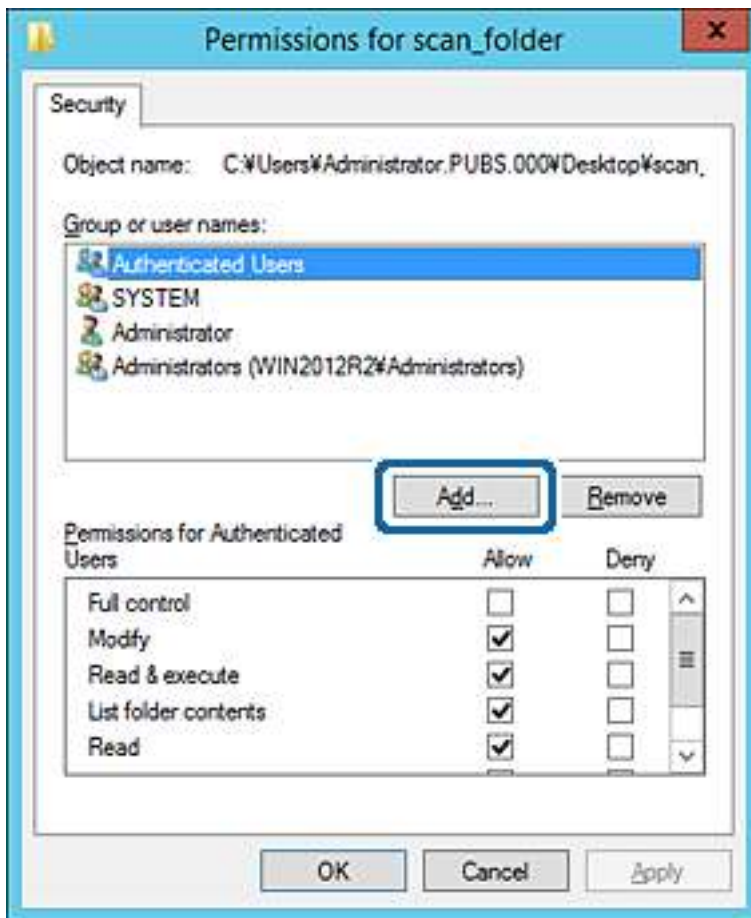 Permissions for scan_folder
x
Security
Object name: C:¥Users¥Administrator.PUBS.000¥Desktop¥scan_
Group or user names:
Authenticated Users
SYSTEM
Administrator
Administrators (WIN2012R2¥Administrators)
Add...
Remove
Permissions for Authenticated
Users
Allow
Deny
Full control
Modify
Read & execute
List folder contents
Read
OK
Cancel
Apply